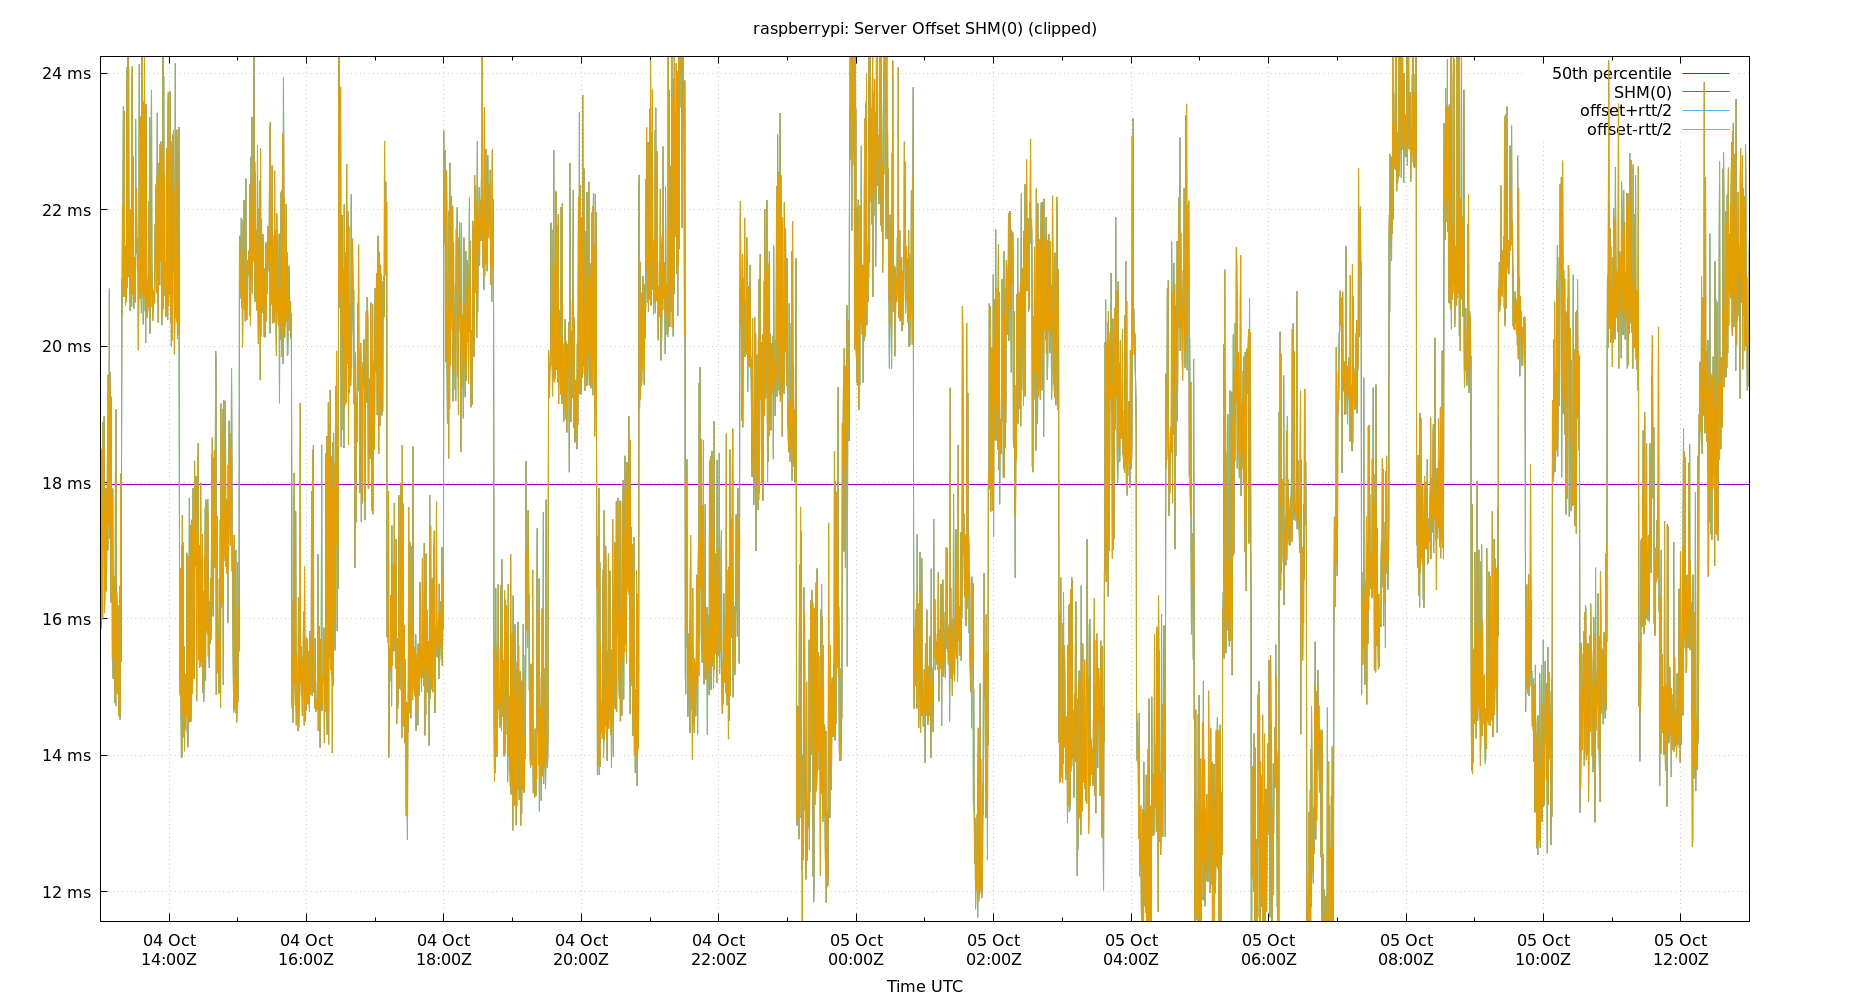 raspberrypi: Server Offset SHM(0) (clipped)
24 ms
22 ms
20 ms
18 ms
16 ms
14 ms
12 ms
50th percentile
SHM(0)
offset+rtt/2
offset-rtt/2
04 Oct
14:00Z
04 Oct
16:00Z
04 Oct
18:00Z
04 Oct
20:00Z
04 Oct
22:00Z
05 Oct
00:00Z
05 Oct
02:00Z
05 Oct
04:00Z
05 Oct
06:00Z
05 Oct
08:00Z
05 Oct
10:00Z
05 Oct
12:00Z
Time UTC